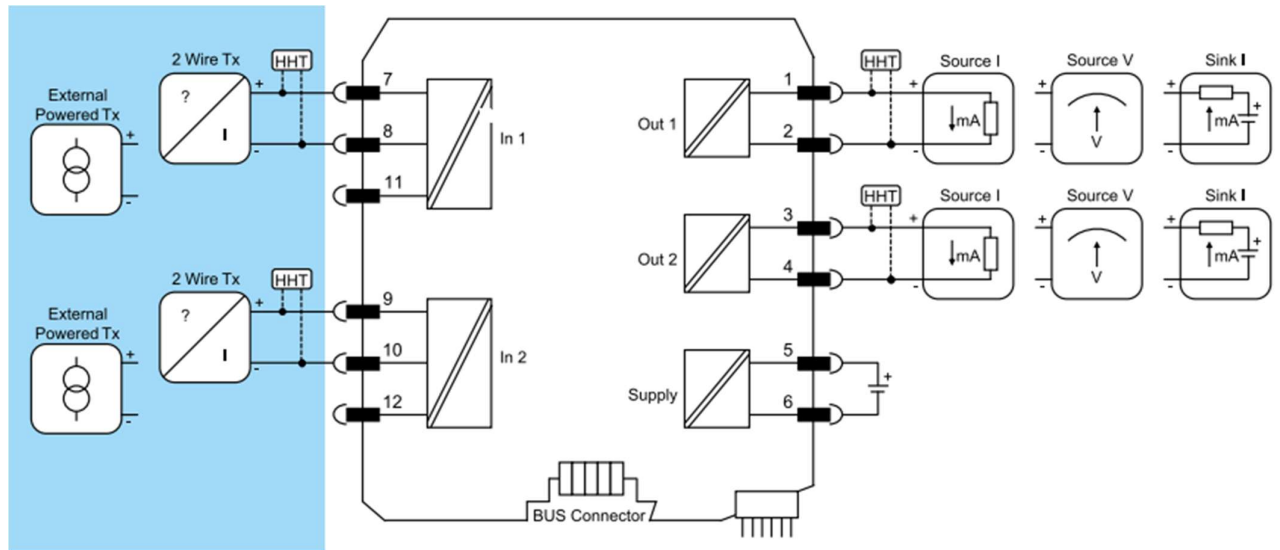 2 Wire Tx
HHT
+
?
I
-
External
Powered Tx
+
-
7
8
11
In 1
2 Wire Tx
HHT
+
?
I
-
External
Powered Tx
+
-
9
10
12
In 2
Out 1
1
2
HHT
Source I
+
mA
-
Source V
+
V
-
Sink I
+
mA
+
-
Out 2
3
4
HHT
Source I
+
mA
-
Source V
+
V
-
Sink I
+
mA
+
-
Supply
5
6
+
BUS Connector